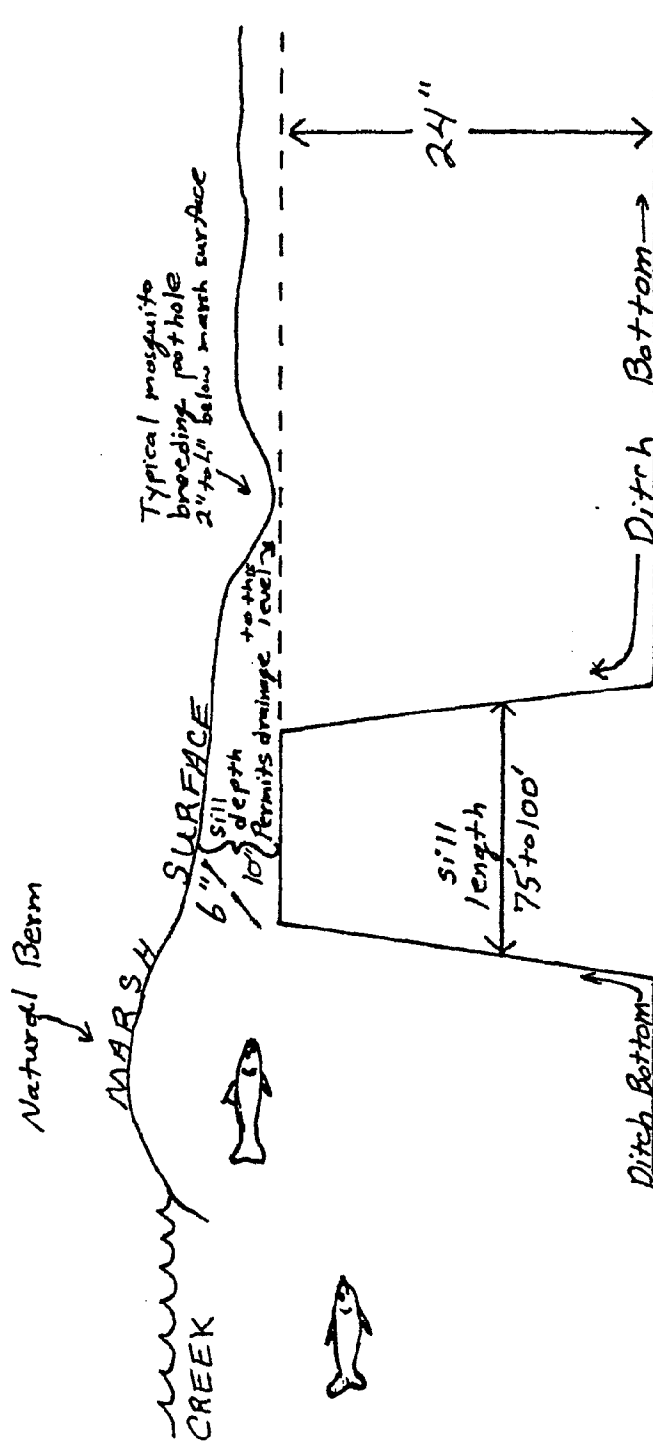 Natural Berm
MARSH SURFACE
CREEK
Typical mosquito
breeding pothole
2" to 4" below marsh surface
6"/
10"
sill
depth
Permits drainage to this
level
24"
sill
length
75' to 100'
Ditch Bottom
Ditch Bottom